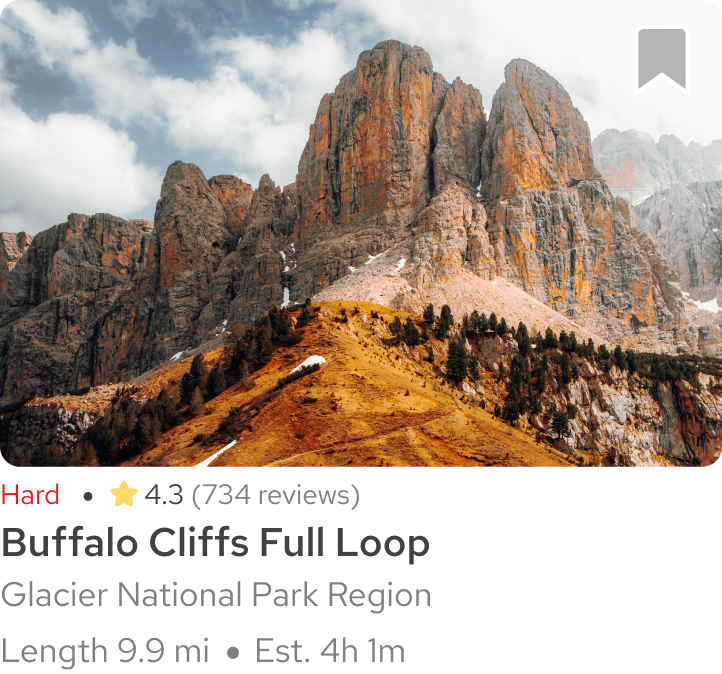 Hard • 4.3 (734 reviews)
Buffalo Cliffs Full Loop
Glacier National Park Region
Length 9.9 mi • Est. 4h 1m